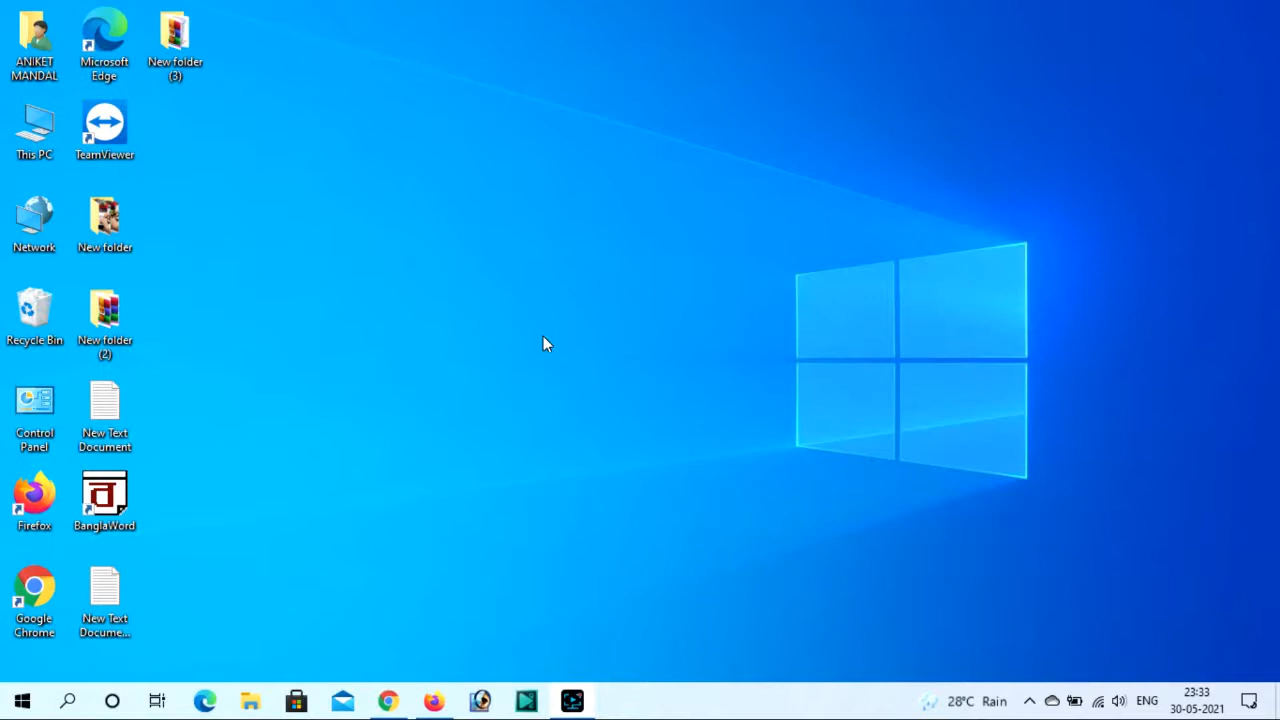 ANIKET
MANDAL
Microsoft
Edge
New folder
(3)
This PC
TeamViewer
Network
New folder
Recycle Bin
New folder
(2)
Control
Panel
New Text
Document
Firefox
BanglaWord
Google
Chrome
New Text
Docume...
28°C Rain
ENG
23:33
30-05-2021